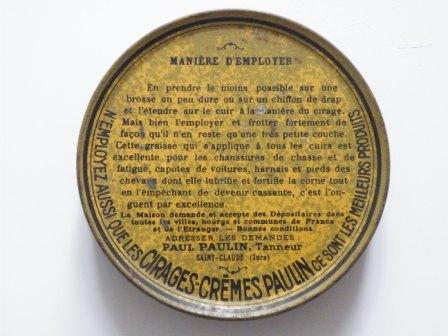 MANIÈRE D'EMPLOYER
En prendre le moins possible sur une
brosse un peu dure ou sur un chiffon de drap
et l'étendre sur le cuir à la manière du cirage.
Mais bien l'employer et frotter fortement de
façon qu'il n'en reste qu'une très petite couche.
Cette graisse qui s'applique à tous les cuirs est
excellente pour les chaussures de chasse et de
fatigue, capotes de voitures, harnais et pieds des
chevaux dont elle lubrifie et fortifie la corne tout
en l'empêchant de devenir cassante, c'est l'on-
guent par excellence.
La Maison demande et accepte des Dépositaires dans
toutes les villes, bourgs et communes de France
et de l'Etranger. — Bonnes conditions
ADRESSER LES DEMANDES :
PAUL PAULIN, Tanneur
SAINT-CLAUDE (Jura)
N'EMPLOYEZ AUSSI QUE LES CIRAGES-CRÈMES PAULIN CE SONT LES MEILLEURS PRODUITS